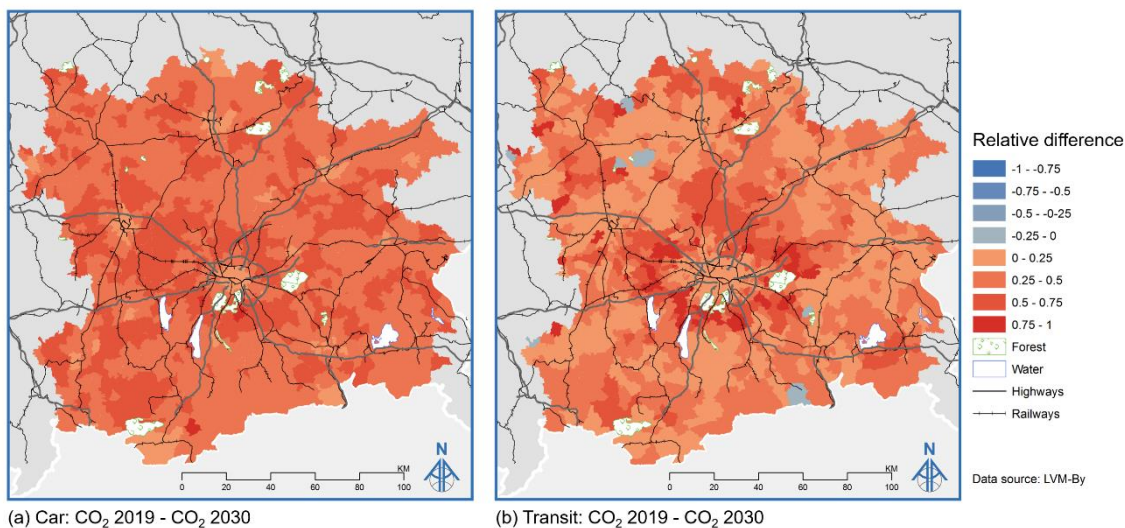 Relative difference
-1 - -0.75
-0.75 - -0.5
-0.5 - -0.25
-0.25 - 0
0 - 0.25
0.25 - 0.5
0.5 - 0.75
0.75 - 1
Forest
Water
Highways
Railways
Data source: LVM-By
N
KM
0 20 40 60 80 100
N
KM
0 20 40 60 80 100
(a) Car: CO₂ 2019 - CO₂ 2030
(b) Transit: CO₂ 2019 - CO₂ 2030